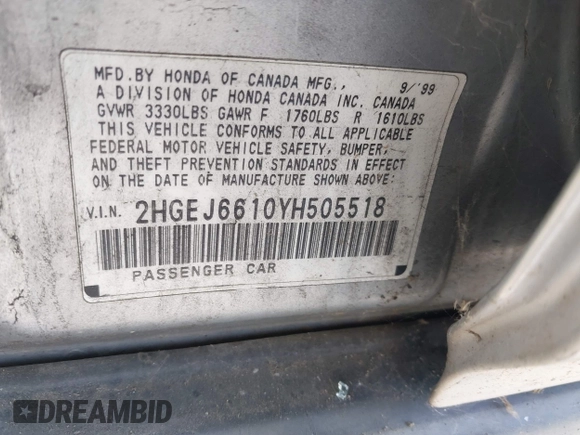 MFD.BY HONDA OF CANADA MFG., 9/'99
A DIVISION OF HONDA CANADA INC. CANADA
GVWR 3330LBS GAWR F 1760LBS R 1610LBS
THIS VEHICLE CONFORMS TO ALL APPLICABLE
FEDERAL MOTOR VEHICLE SAFETY, BUMPER,
AND THEFT PREVENTION STANDARDS IN EFFECT
ON THE DATE OF MANUFACTURE SHOWN ABOVE:
V.I.N. 2HGEJ6610YH505518
PASSENGER CAR
DREAMBID